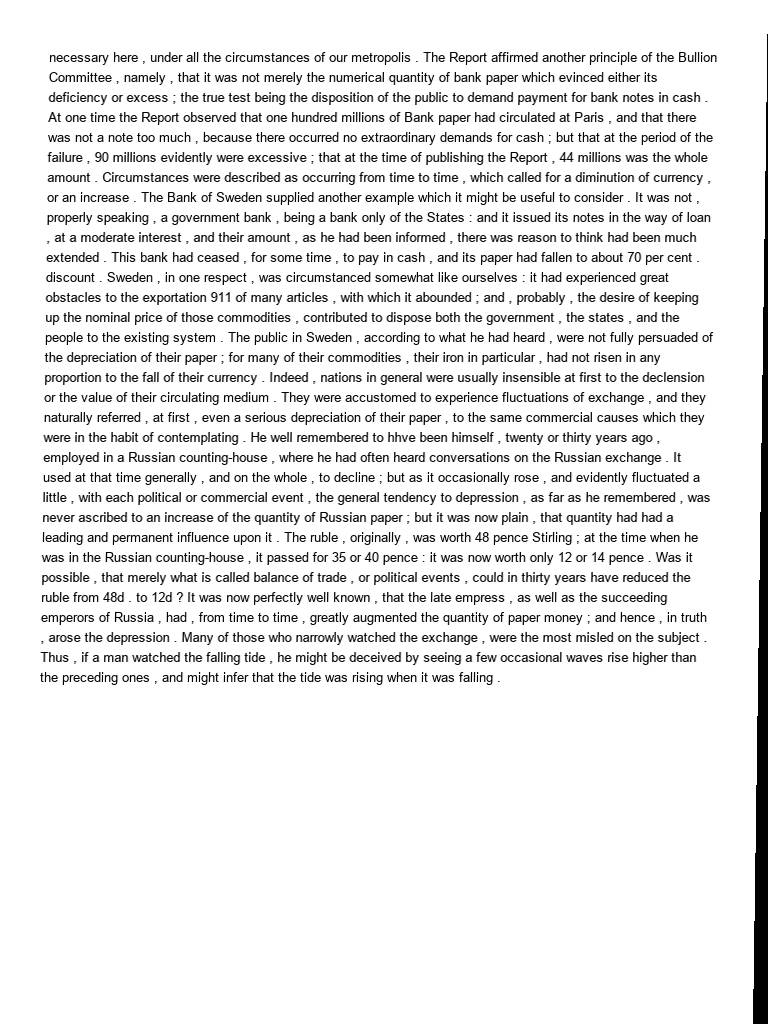 necessary here , under all the circumstances of our metropolis . The Report affirmed another principle of the Bullion
Committee , namely , that it was not merely the numerical quantity of bank paper which evinced either its
deficiency or excess ; the true test being the disposition of the public to demand payment for bank notes in cash .
At one time the Report observed that one hundred millions of Bank paper had circulated at Paris , and that there
was not a note too much , because there occurred no extraordinary demands for cash ; but that at the period of the
failure , 90 millions evidently were excessive ; that at the time of publishing the Report , 44 millions was the whole
amount . Circumstances were described as occurring from time to time , which called for a diminution of currency ,
or an increase . The Bank of Sweden supplied another example which it might be useful to consider . It was not ,
properly speaking , a government bank , being a bank only of the States : and it issued its notes in the way of loan
, at a moderate interest , and their amount , as he had been informed , there was reason to think had been much
extended . This bank had ceased , for some time , to pay in cash , and its paper had fallen to about 70 per cent .
discount . Sweden , in one respect , was circumstanced somewhat like ourselves : it had experienced great
obstacles to the exportation 911 of many articles , with which it abounded ; and , probably , the desire of keeping
up the nominal price of those commodities , contributed to dispose both the government , the states , and the
people to the existing system . The public in Sweden , according to what he had heard , were not fully persuaded of
the depreciation of their paper ; for many of their commodities , their iron in particular , had not risen in any
proportion to the fall of their currency . Indeed , nations in general were usually insensible at first to the declension
or the value of their circulating medium . They were accustomed to experience fluctuations of exchange , and they
naturally referred , at first , even a serious depreciation of their paper , to the same commercial causes which they
were in the habit of contemplating . He well remembered to hhve been himself , twenty or thirty years ago ,
employed in a Russian counting-house , where he had often heard conversations on the Russian exchange . It
used at that time generally , and on the whole , to decline ; but as it occasionally rose , and evidently fluctuated a
little , with each political or commercial event , the general tendency to depression , as far as he remembered , was
never ascribed to an increase of the quantity of Russian paper ; but it was now plain , that quantity had had a
leading and permanent influence upon it . The ruble , originally , was worth 48 pence Stirling ; at the time when he
was in the Russian counting-house , it passed for 35 or 40 pence : it was now worth only 12 or 14 pence . Was it
possible , that merely what is called balance of trade , or political events , could in thirty years have reduced the
ruble from 48d . to 12d ? It was now perfectly well known , that the late empress , as well as the succeeding
emperors of Russia , had , from time to time , greatly augmented the quantity of paper money ; and hence , in truth
, arose the depression . Many of those who narrowly watched the exchange , were the most misled on the subject .
Thus , if a man watched the falling tide , he might be deceived by seeing a few occasional waves rise higher than
the preceding ones , and might infer that the tide was rising when it was falling .